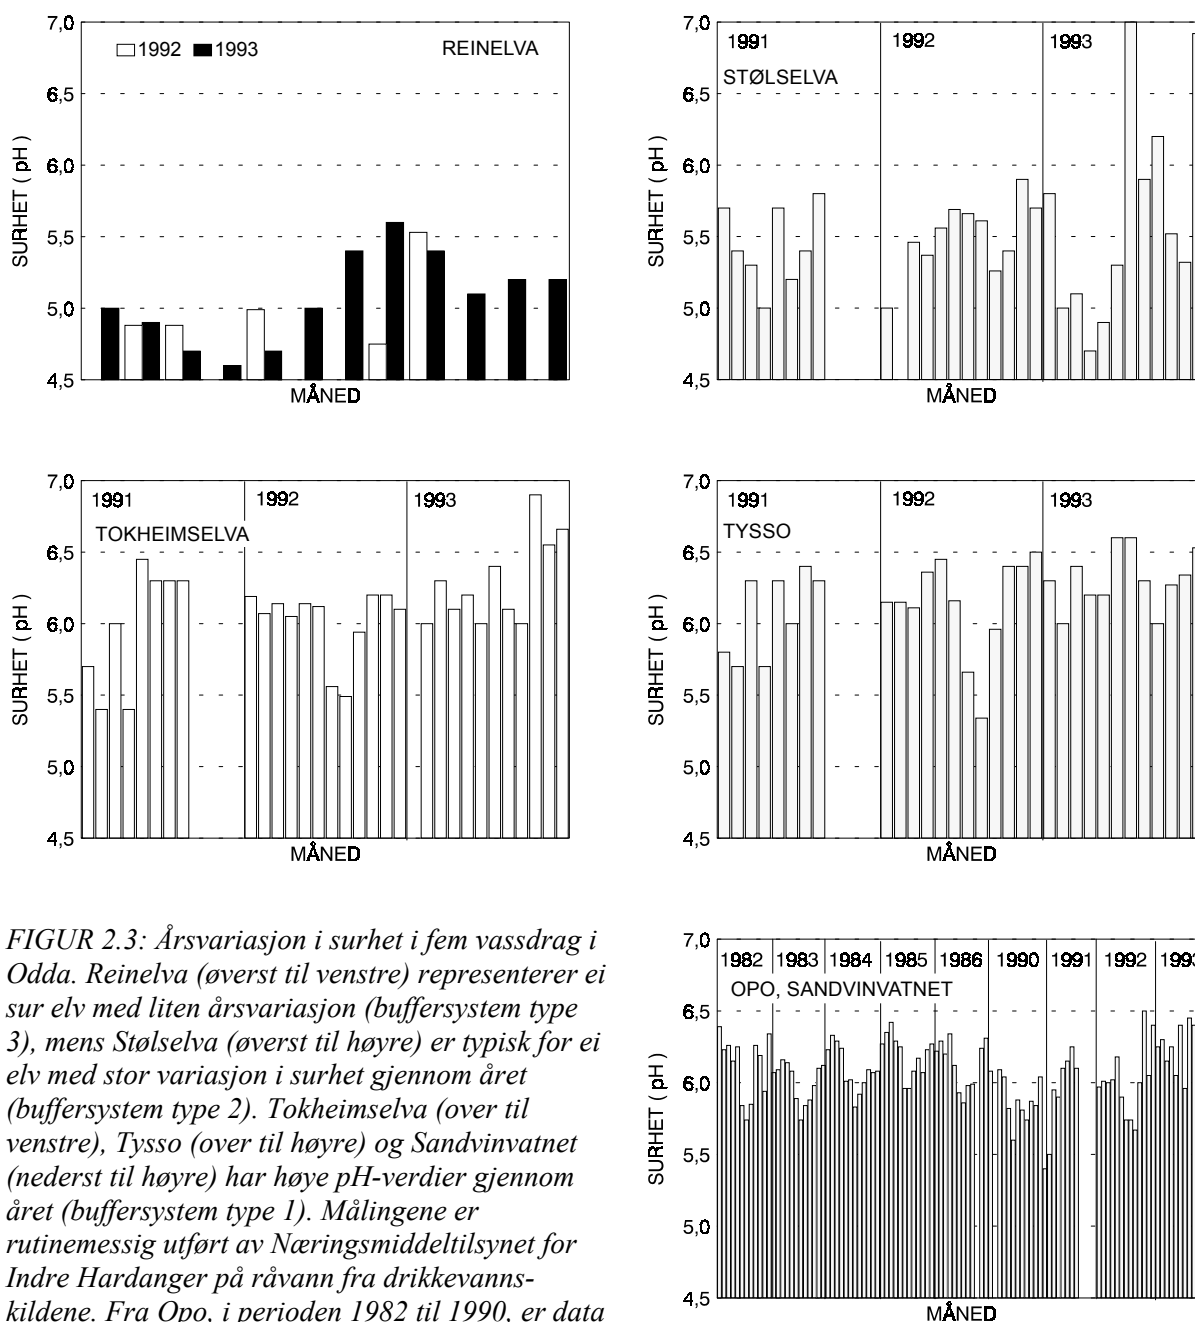 7,0
6,5
6,0
5,5
5,0
4,5
SURHET ( pH )
1992 1993
REINELVA
MÅNED
7,0
6,5
6,0
5,5
5,0
4,5
SURHET ( pH )
1991 1992 1993
STØLSELVA
MÅNED
7,0
6,5
6,0
5,5
5,0
4,5
SURHET ( pH )
1991 1992 1993
TOKHEIMSELVA
MÅNED
7,0
6,5
6,0
5,5
5,0
4,5
SURHET ( pH )
1991 1992 1993
TYSSO
MÅNED
FIGUR 2.3: Årsvariasjon i surhet i fem vassdrag i
Odda. Reinelva (øverst til venstre) representerer ei
sur elv med liten årsvariasjon (buffersystem type
3), mens Stølselva (øverst til høyre) er typisk for ei
elv med stor variasjon i surhet gjennom året
(buffersystem type 2). Tokheimselva (over til
venstre), Tysso (over til høyre) og Sandvinvatnet
(nederst til høyre) har høye pH-verdier gjennom
året (buffersystem type 1). Målingene er
rutinemessig utført av Næringsmiddeltilsynet for
Indre Hardanger på råvann fra drikkevanns-
kildene. Fra Opo, i perioden 1982 til 1990, er data
7,0
6,5
6,0
5,5
5,0
4,5
SURHET ( pH )
1982 1983 1984 1985 1986 1990 1991 1992 1993
OPO, SANDVINVATNET
MÅNED